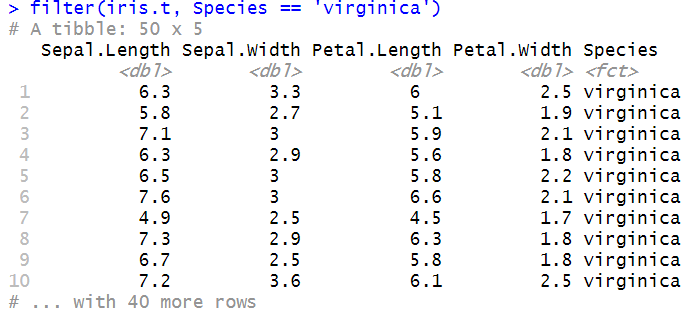 > filter(iris.t, Species == 'virginica')
# A tibble: 50 x 5
   Sepal.Length Sepal.Width Petal.Length Petal.Width Species
          <dbl>       <dbl>        <dbl>       <dbl> <fct>
 1          6.3         3.3          6           2.5 virginica
 2          5.8         2.7          5.1         1.9 virginica
 3          7.1         3            5.9         2.1 virginica
 4          6.3         2.9          5.6         1.8 virginica
 5          6.5         3            5.8         2.2 virginica
 6          7.6         3            6.6         2.1 virginica
 7          4.9         2.5          4.5         1.7 virginica
 8          7.3         2.9          6.3         1.8 virginica
 9          6.7         2.5          5.8         1.8 virginica
10          7.2         3.6          6.1         2.5 virginica
# ... with 40 more rows